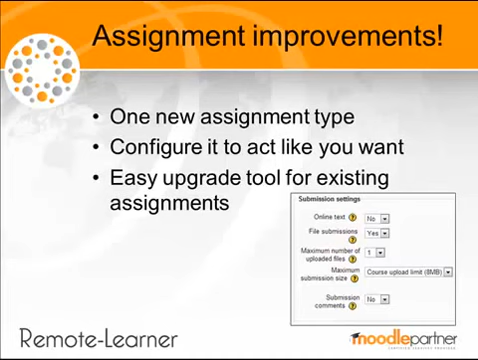 Assignment improvements!
• One new assignment type
• Configure it to act like you want
• Easy upgrade tool for existing
assignments
Submission settings
Online text No
File submissions Yes
Maximum number of
uploaded files 1
Maximum
submission size Course upload limit (8MB)
Submission
comments No
Remote-Learner
moodlepartner